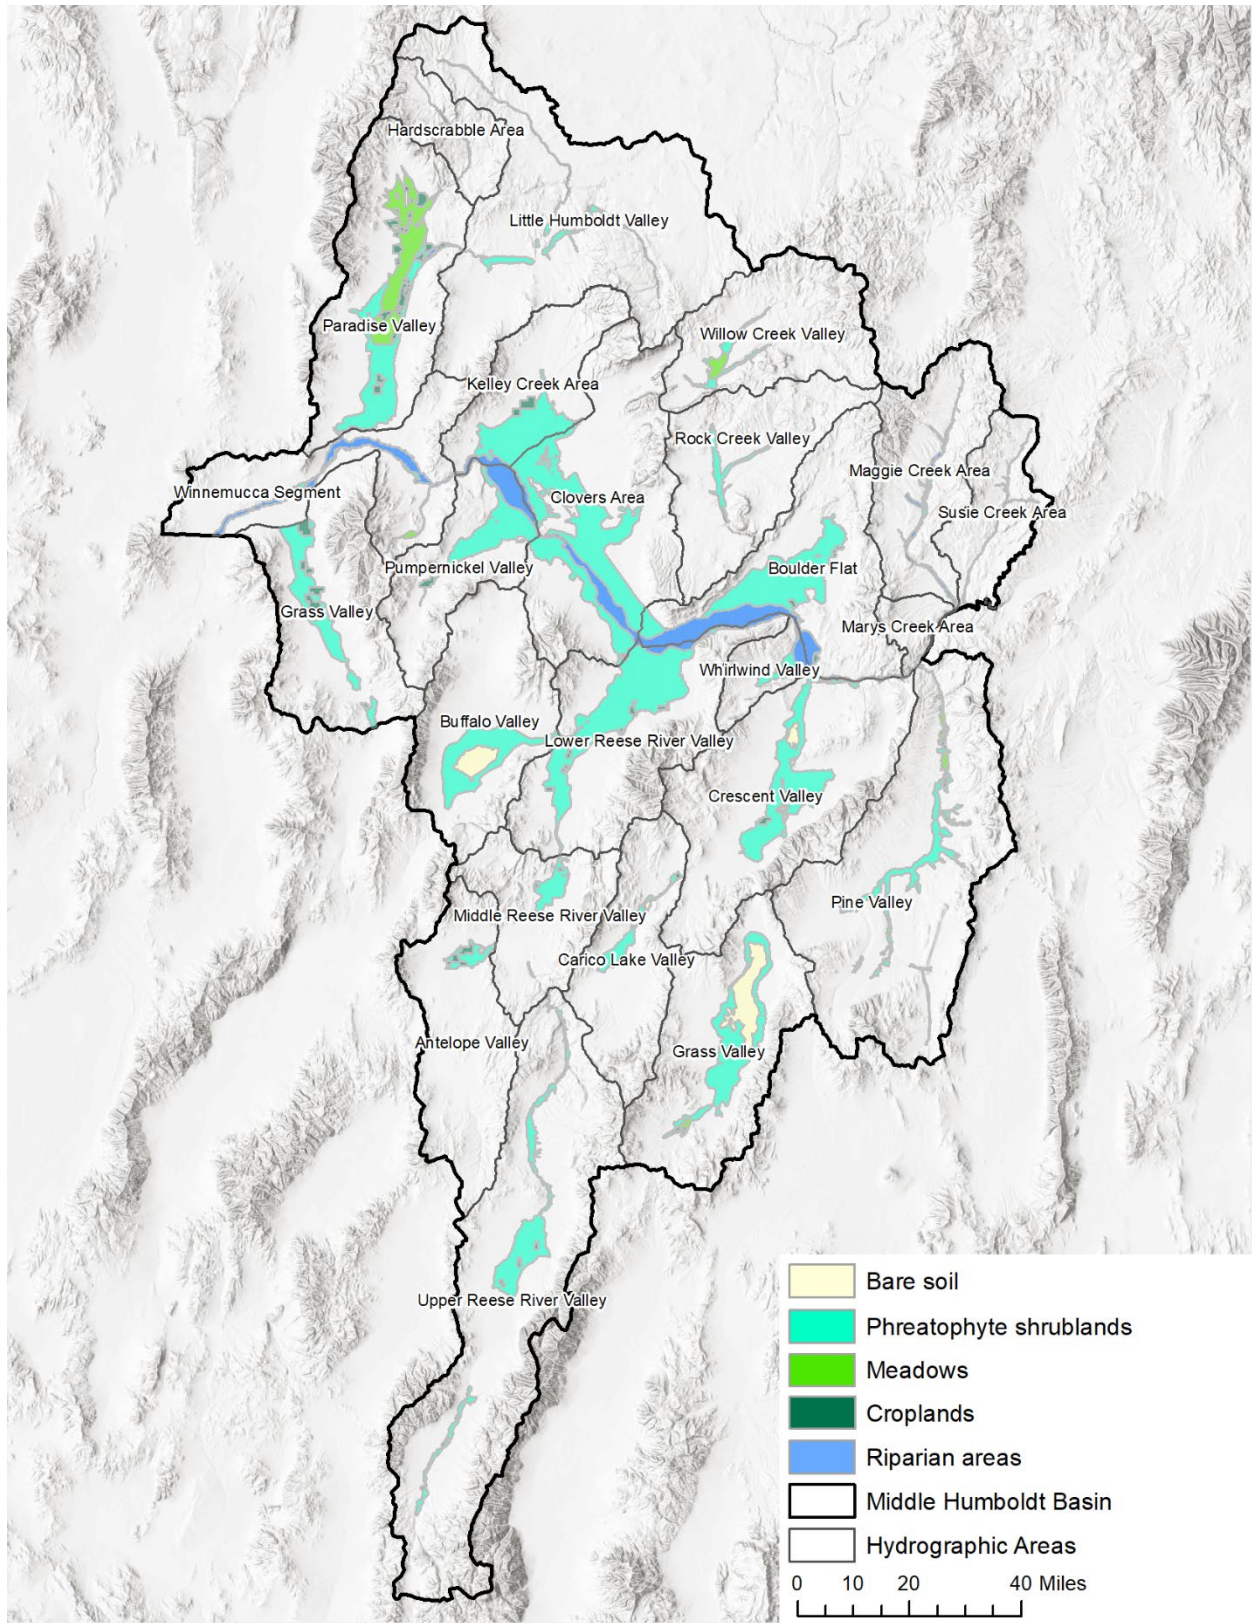 Hardscrabble Area
Little Humboldt Valley
Paradise Valley
Willow Creek Valley
Kelley Creek Area
Rock Creek Valley
Maggie Creek Area
Winnemucca Segment
Clovers Area
Susie Creek Area
Pumpernickel Valley
Boulder Flat
Grass Valley
Marys Creek Area
Whirlwind Valley
Buffalo Valley
Lower Reese River Valley
Crescent Valley
Pine Valley
Middle Reese River Valley
Carico Lake Valley
Antelope Valley
Grass Valley
Upper Reese River Valley
Bare soil
Phreatophyte shrublands
Meadows
Croplands
Riparian areas
Middle Humboldt Basin
Hydrographic Areas
0 10 20 40 Miles